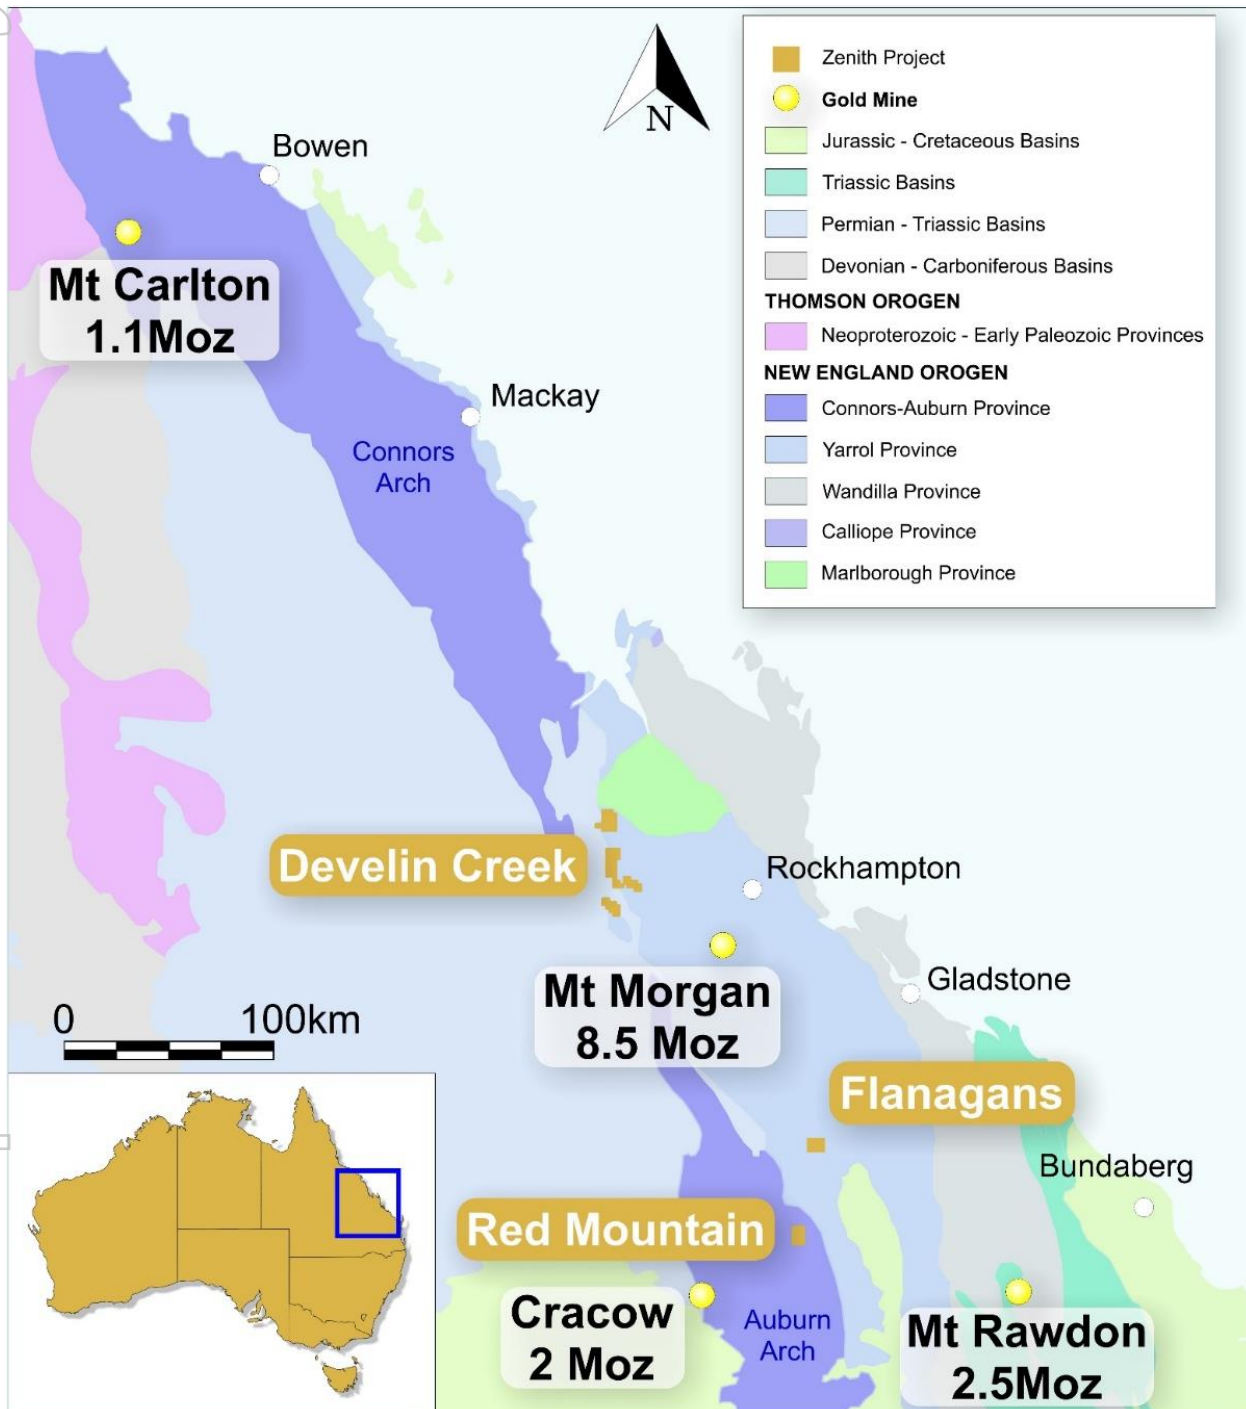 Zenith Project
Gold Mine
Jurassic - Cretaceous Basins
Triassic Basins
Permian - Triassic Basins
Devonian - Carboniferous Basins
THOMSON OROGEN
Neoproterozoic - Early Paleozoic Provinces
NEW ENGLAND OROGEN
Connors-Auburn Province
Yarrol Province
Wandilla Province
Calliope Province
Marlborough Province
N
Bowen
Mt Carlton
1.1Moz
Mackay
Connors
Arch
Develin Creek
Rockhampton
Mt Morgan
8.5 Moz
Gladstone
0 100km
Flanagans
Bundaberg
Red Mountain
Cracow
2 Moz
Auburn
Arch
Mt Rawdon
2.5Moz